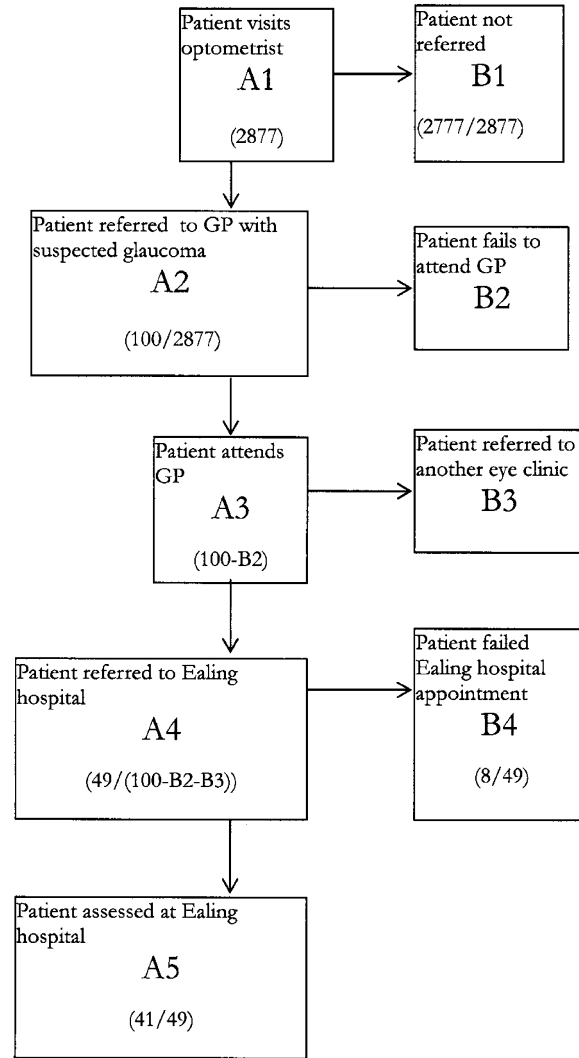 Patient visits
optometrist
A1
(2877)
Patient not
referred
B1
(2777/2877)
Patient referred to GP with
suspected glaucoma
A2
(100/2877)
Patient fails to
attend GP
B2
Patient attends
GP
A3
(100-B2)
Patient referred to
another eye clinic
B3
Patient referred to Ealing
hospital
A4
(49/(100-B2-B3))
Patient failed
Ealing hospital
appointment
B4
(8/49)
Patient assessed at Ealing
hospital
A5
(41/49)